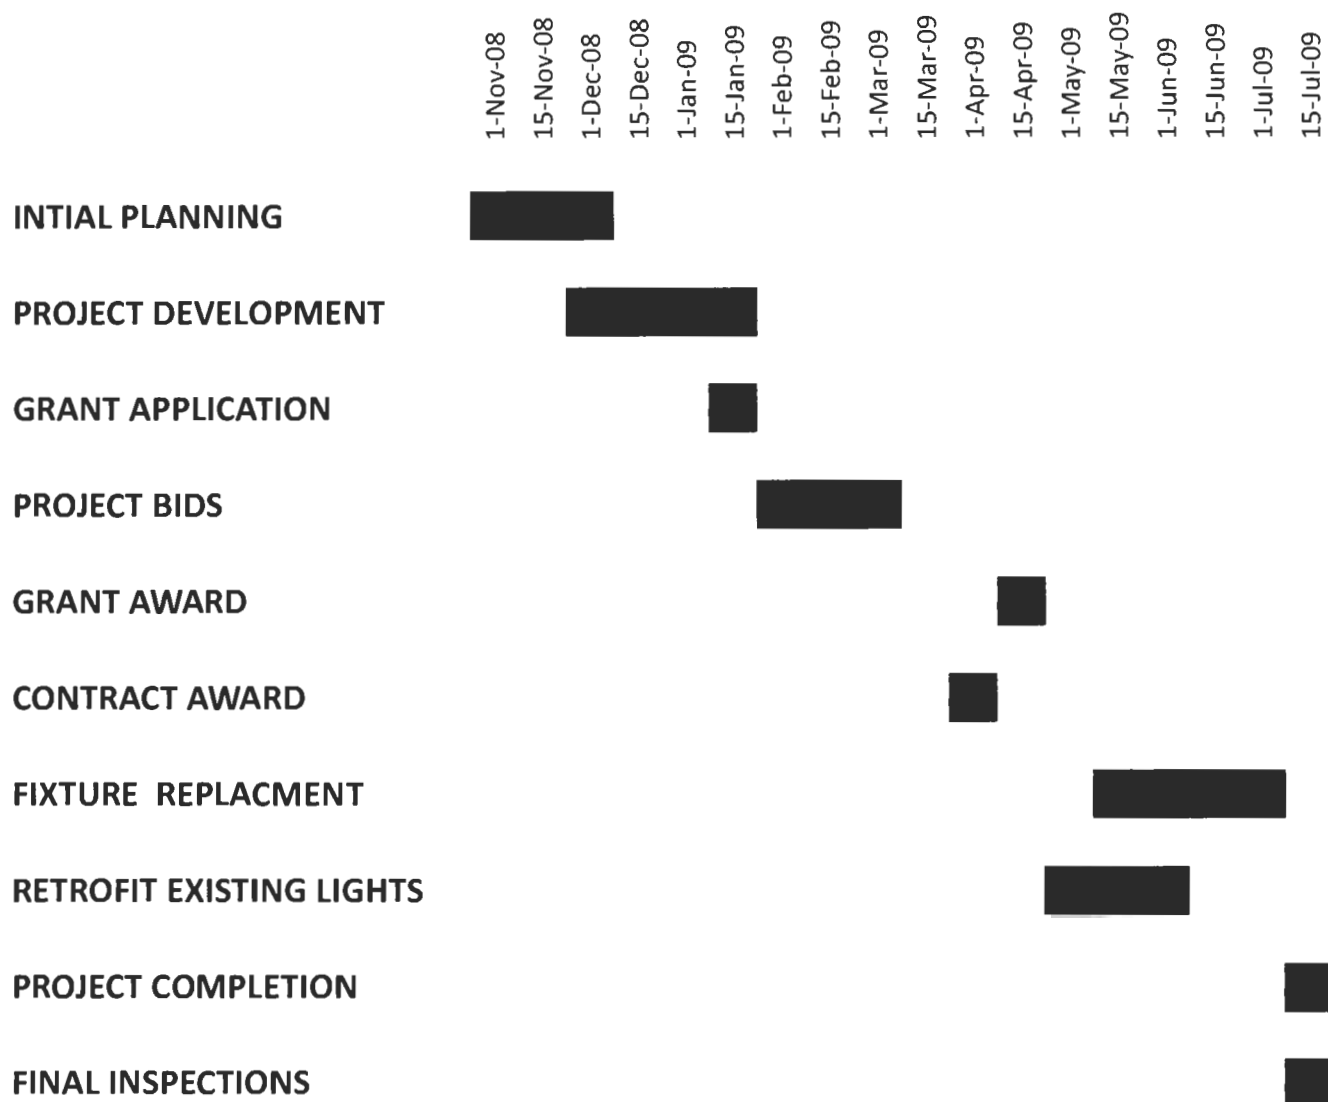 1-Nov-08
15-Nov-08
1-Dec-08
15-Dec-08
1-Jan-09
15-Jan-09
1-Feb-09
15-Feb-09
1-Mar-09
15-Mar-09
1-Apr-09
15-Apr-09
1-May-09
15-May-09
1-Jun-09
15-Jun-09
1-Jul-09
15-Jul-09
INTIAL PLANNING
PROJECT DEVELOPMENT
GRANT APPLICATION
PROJECT BIDS
GRANT AWARD
CONTRACT AWARD
FIXTURE REPLACMENT
RETROFIT EXISTING LIGHTS
PROJECT COMPLETION
FINAL INSPECTIONS